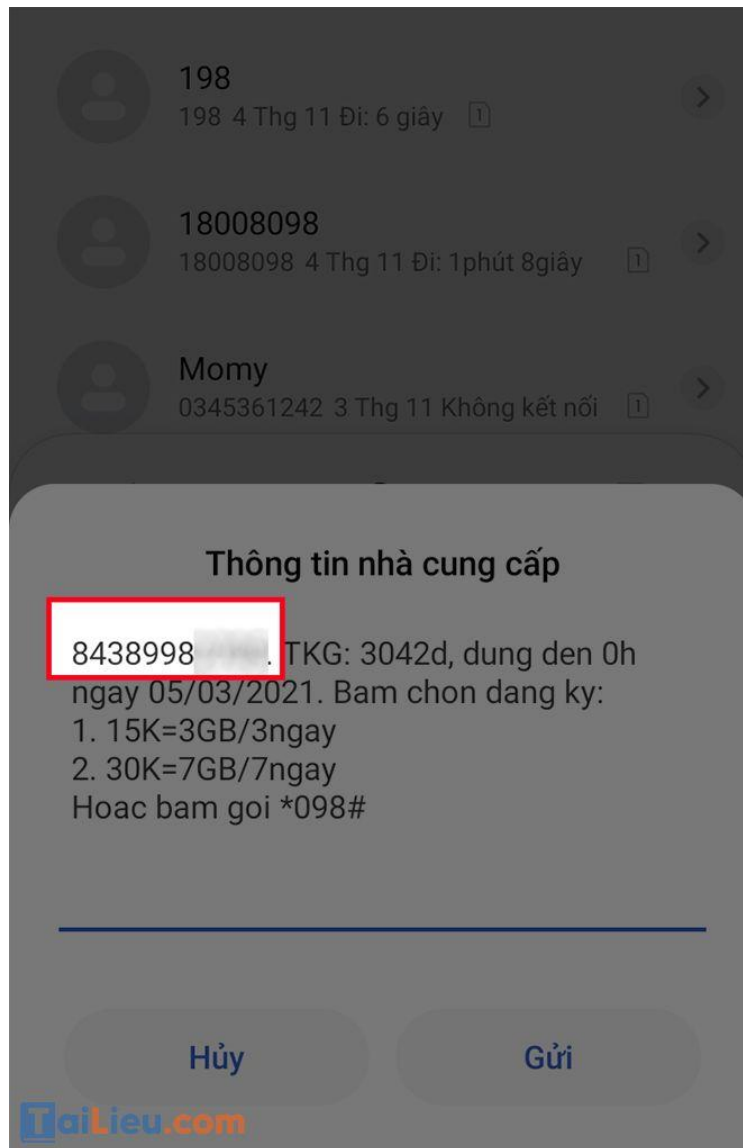 198
198 4 Thg 11 Đi: 6 giây 1
18008098
18008098 4 Thg 11 Đi: 1phút 8giây 1
Momy
0345361242 3 Thg 11 Không kết nối 1
Thông tin nhà cung cấp
8438998 . TKG: 3042d, dung den 0h
ngay 05/03/2021. Bam chon dang ky:
1. 15K=3GB/3ngay
2. 30K=7GB/7ngay
Hoac bam goi *098#
Hủy Gửi
TaiLieu.com